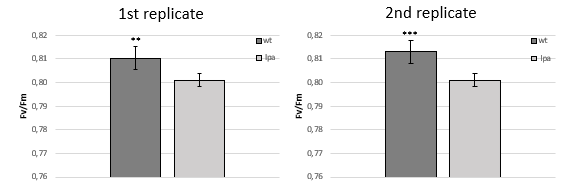 1st replicate
0,82
0,81
0,80
0,79
0,78
0,77
0,76
Fv/Fm
**
wt
lpa
2nd replicate
0,82
0,81
0,80
0,79
0,78
0,77
0,76
Fv/Fm
***
wt
lpa